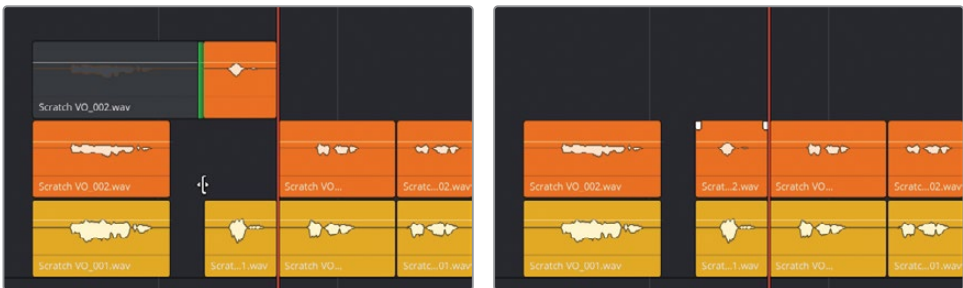 Scratch VO_002.wav
Scratch VO_002.wav
Scratch VO...
Scratc...02.wav
Scratch VO_001.wav
Scrat...1.wav
Scratch VO...
Scratc...01.wav
Scratch VO_002.wav
Scrat...2.wav
Scratch VO...
Scratc...02.wav
Scratch VO_001.wav
Scrat...1.wav
Scratch VO...
Scratc...01.wav